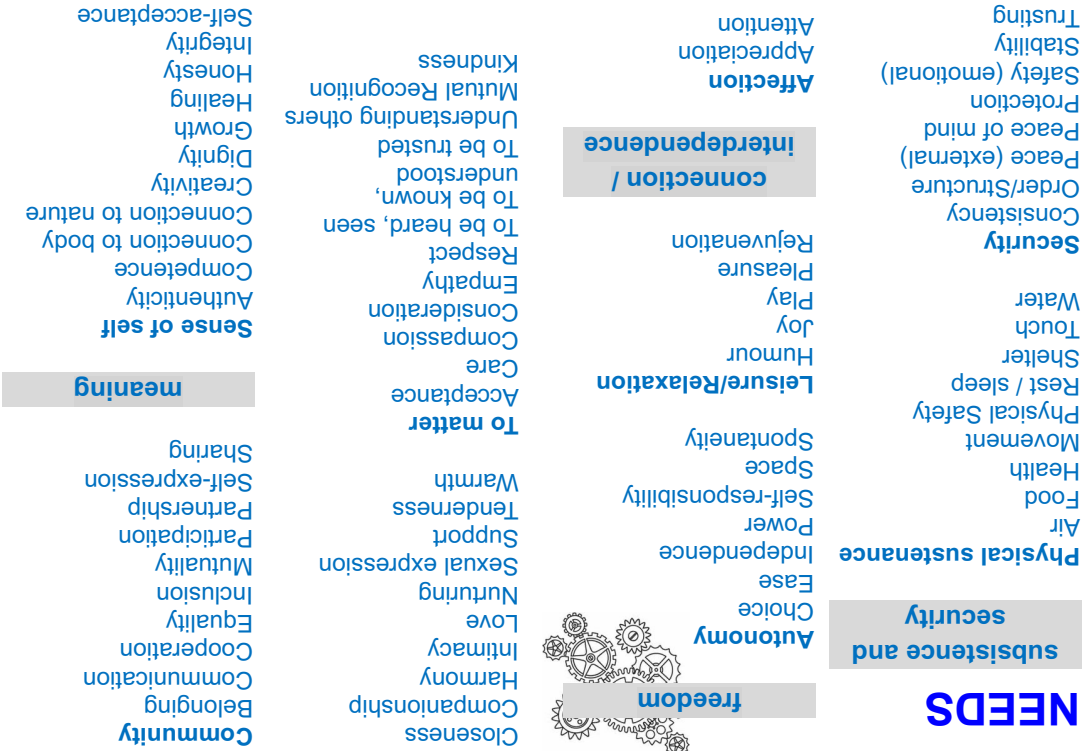 NEEDS
subsistence and
security
Physical sustenance
Air
Food
Health
Movement
Physical Safety
Rest / sleep
Shelter
Touch
Water
Security
Consistency
Order/Structure
Peace (external)
Peace of mind
Protection
Safety (emotional)
Stability
Trusting
freedom
Autonomy
Choice
Ease
Independence
Power
Self-responsibility
Space
Spontaneity
Leisure/Relaxation
Humour
Joy
Play
Pleasure
Rejuvenation
connection /
interdependence
Affection
Appreciation
Attention
Closeness
Companionship
Harmony
Intimacy
Love
Nurturing
Sexual expression
Support
Tenderness
Warmth
To matter
Acceptance
Care
Compassion
Consideration
Empathy
Respect
To be heard, seen
To be known,
understood
To be trusted
Understanding others
Mutual Recognition
Kindness
Community
Belonging
Communication
Cooperation
Equality
Inclusion
Mutuality
Participation
Partnership
Self-expression
Sharing
meaning
Sense of self
Authenticity
Competence
Connection to body
Connection to nature
Creativity
Dignity
Growth
Healing
Honesty
Integrity
Self-acceptance